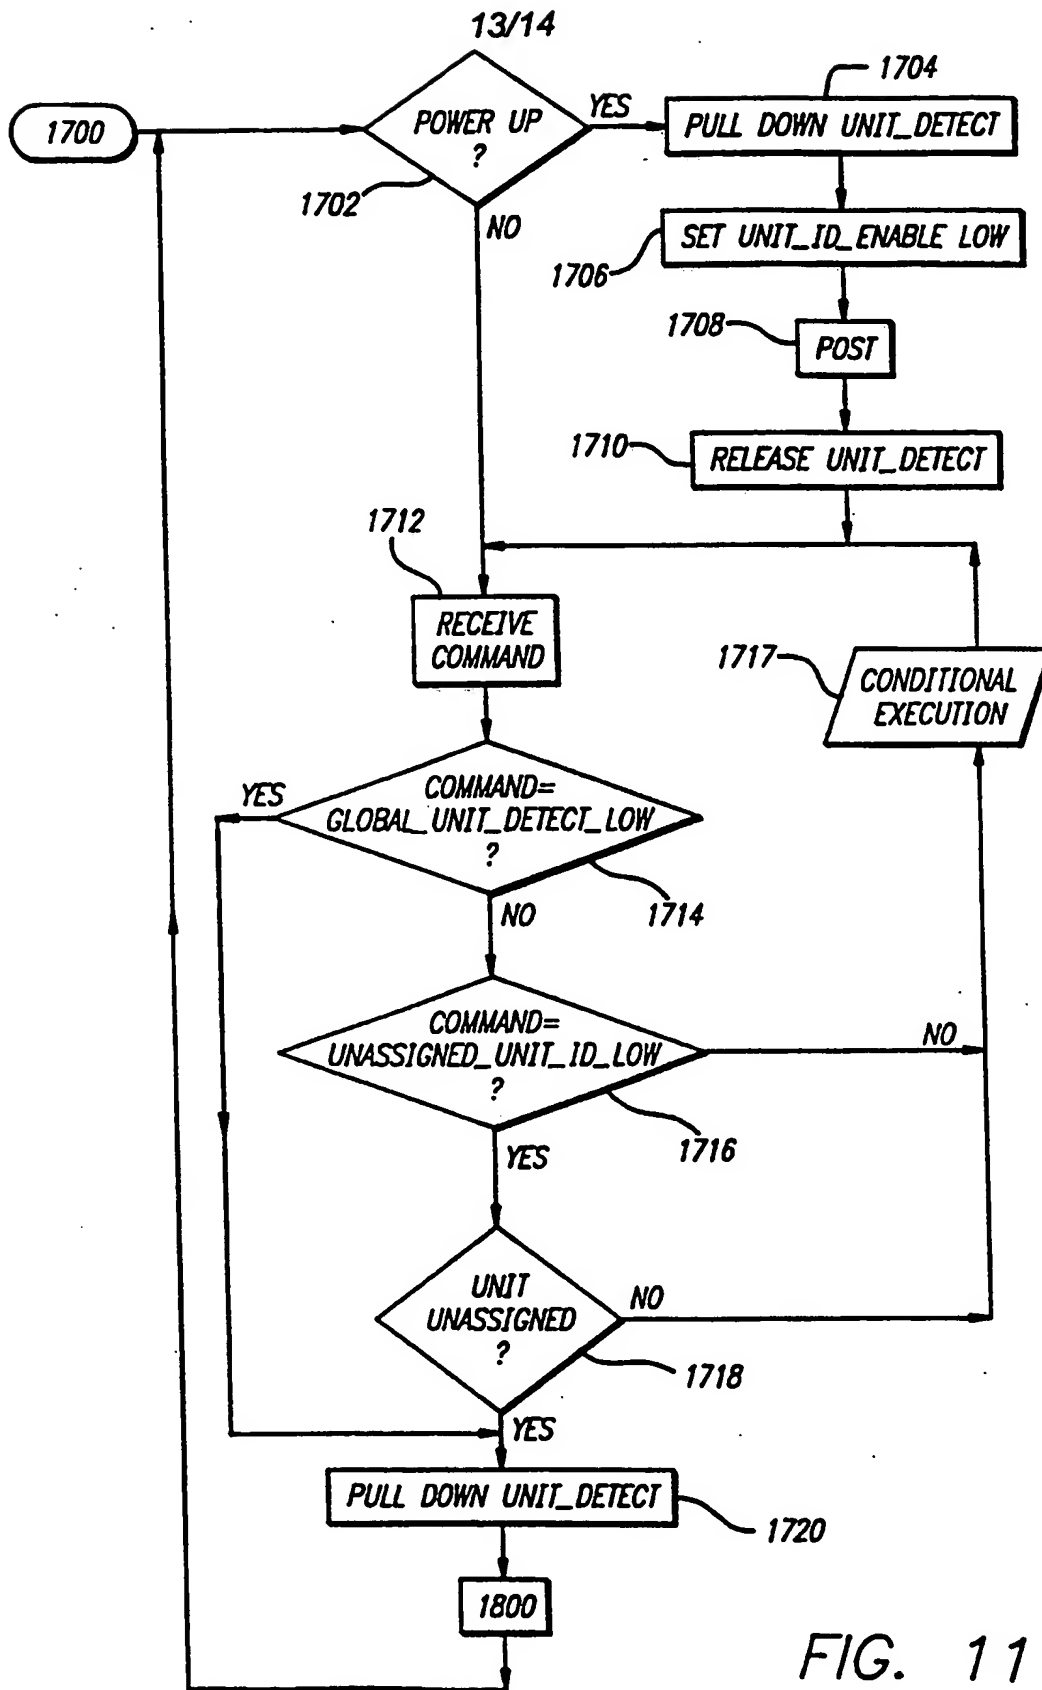 13/14
1700
POWER UP
?
YES
1704
PULL DOWN UNIT_DETECT
1702
NO
SET UNIT_ID_ENABLE LOW
1706
1708
POST
1710
RELEASE UNIT_DETECT
1712
RECEIVE
COMMAND
1717
CONDITIONAL
EXECUTION
YES
COMMAND=
GLOBAL_UNIT_DETECT_LOW
?
1714
NO
COMMAND=
UNASSIGNED_UNIT_ID_LOW
?
NO
1716
YES
UNIT
UNASSIGNED
?
NO
1718
YES
PULL DOWN UNIT_DETECT
1720
1800
FIG. 11